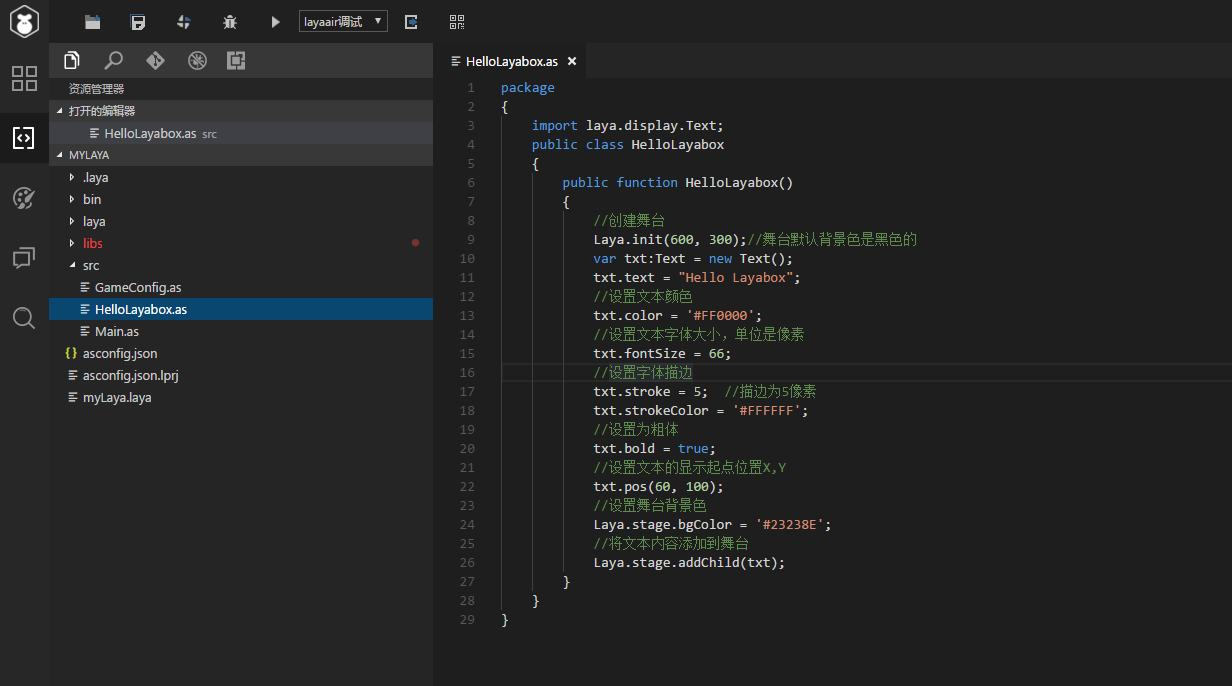 layaair调试
资源管理器
打开的编辑器
HelloLayabox.as src
MYLAYA
.laya
bin
laya
libs
src
GameConfig.as
HelloLayabox.as
Main.as
{} asconfig.json
asconfig.json.lprj
myLaya.laya
HelloLayabox.as ×
1 package
2 {
3 import laya.display.Text;
4 public class HelloLayabox
5 {
6 public function HelloLayabox()
7 {
8 //创建舞台
9 Laya.init(600, 300);//舞台默认背景色是黑色的
10 var txt:Text = new Text();
11 txt.text = "Hello Layabox";
12 //设置文本颜色
13 txt.color = '#FF0000';
14 //设置文本字体大小，单位是像素
15 txt.fontSize = 66;
16 //设置字体描边
17 txt.stroke = 5;  //描边为5像素
18 txt.strokeColor = '#FFFFFF';
19 //设置为粗体
20 txt.bold = true;
21 //设置文本的显示起点位置X,Y
22 txt.pos(60, 100);
23 //设置舞台背景色
24 Laya.stage.bgColor = '#23238E';
25 //将文本内容添加到舞台
26 Laya.stage.addChild(txt);
27 }
28 }
29 }